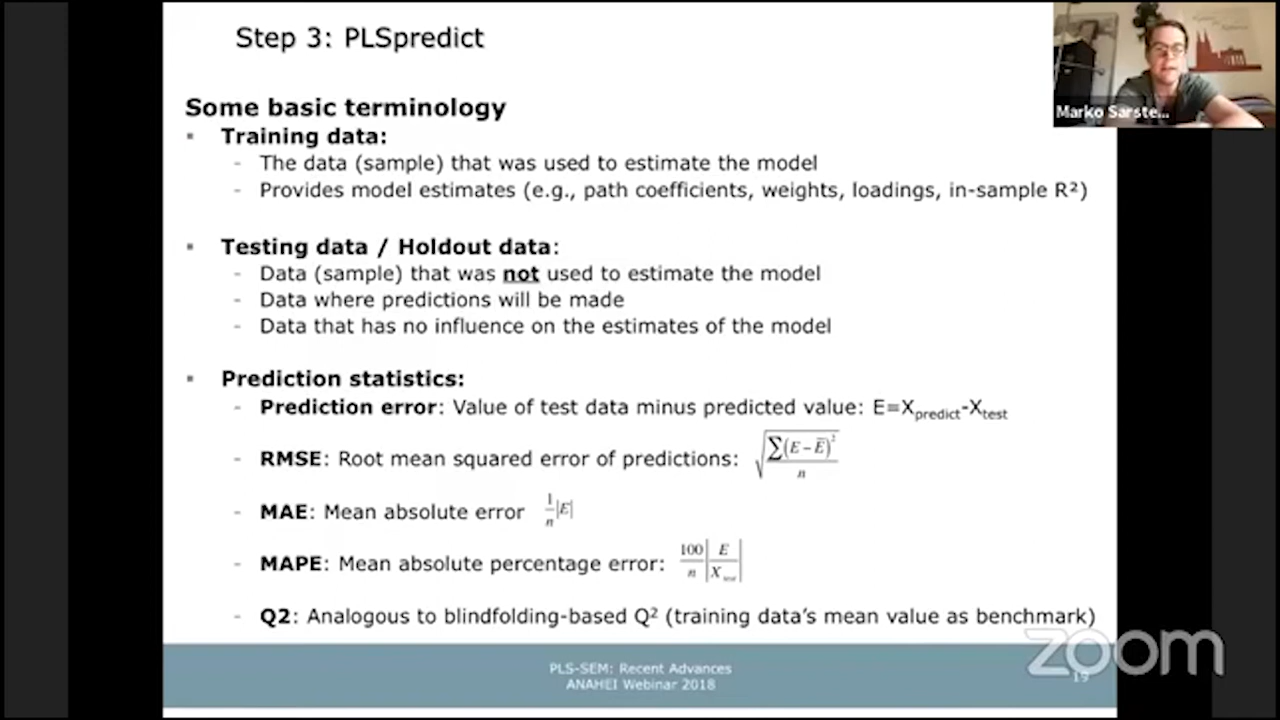 Step 3: PLSpredict
Marko Sarste...
Some basic terminology
▪ Training data:
- The data (sample) that was used to estimate the model
- Provides model estimates (e.g., path coefficients, weights, loadings, in-sample R²)
▪ Testing data / Holdout data:
- Data (sample) that was not used to estimate the model
- Data where predictions will be made
- Data that has no influence on the estimates of the model
▪ Prediction statistics:
- Prediction error: Value of test data minus predicted value: E=Xpredict-Xtest
- RMSE: Root mean squared error of predictions: √(∑(E−Ē)²/n)
- MAE: Mean absolute error 1/n|E|
- MAPE: Mean absolute percentage error: 100/n|E/Xtest|
- Q2: Analogous to blindfolding-based Q² (training data's mean value as benchmark)
zoom
PLS-SEM: Recent Advances
ANAHEI Webinar 2018
19